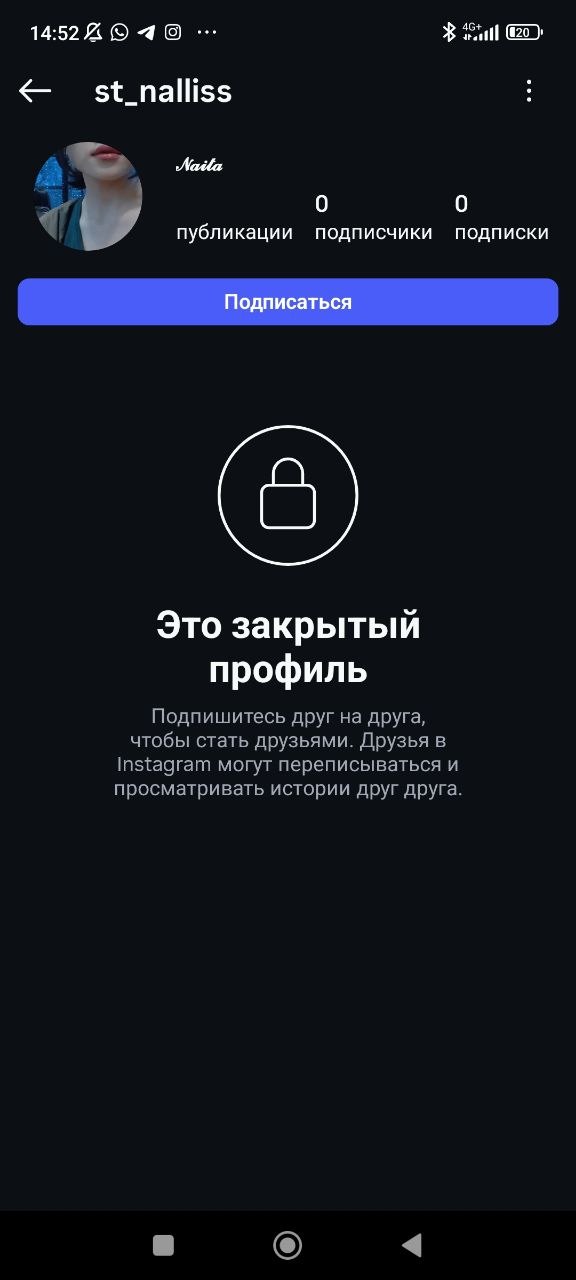 14:52 4G+ 20
st_nalliss
𝓝𝓪𝓲𝓽𝓪
0 0
публикации подписчики подписки
Подписаться
Это закрытый
профиль
Подпишитесь друг на друга,
чтобы стать друзьями. Друзья в
Instagram могут переписываться и
просматривать истории друг друга.